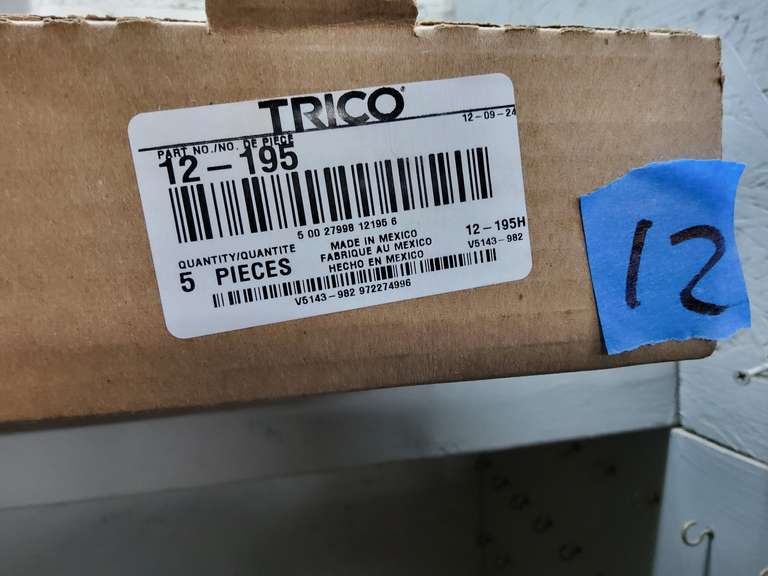 TRICO
12-09-24
PART NO./NO. DE PIECE
12-195
5 00 27998 12195 6
QUANTITY/QUANTITE
5 PIECES
MADE IN MEXICO
FABRIQUE AU MEXICO
HECHO EN MEXICO
12-195H
V5143-982
V5143-982 972274996
12